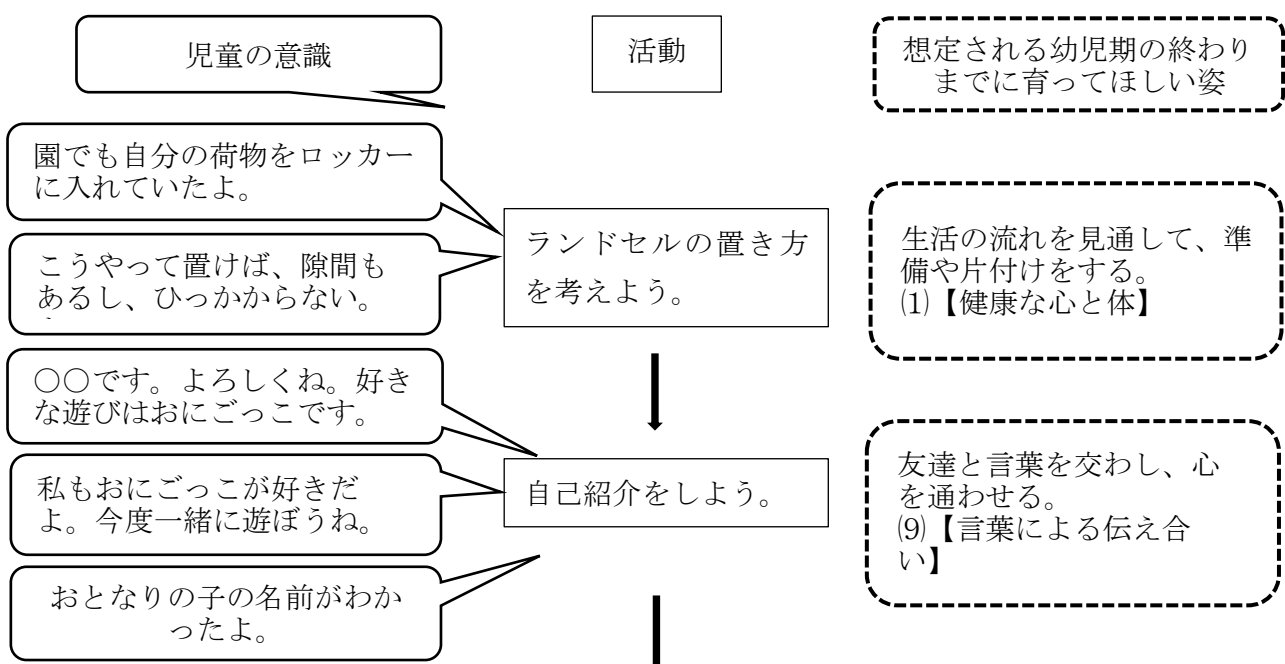 児童の意識
活動
想定される幼児期の終わり
までに育ってほしい姿
園でも自分の荷物をロッカー
に入れていたよ。
こうやって置けば、隙間も
あるし、ひっかからない。
ランドセルの置き方
を考えよう。
生活の流れを見通して、準
備や片付けをする。
⑴【健康な心と体】
○○です。よろしくね。好き
な遊びはおにごっこです。
私もおにごっこが好きだ
よ。今度一緒に遊ぼうね。
おとなりの子の名前がわか
ったよ。
自己紹介をしよう。
友達と言葉を交わし、心
を通わせる。
⑼【言葉による伝え合
い】